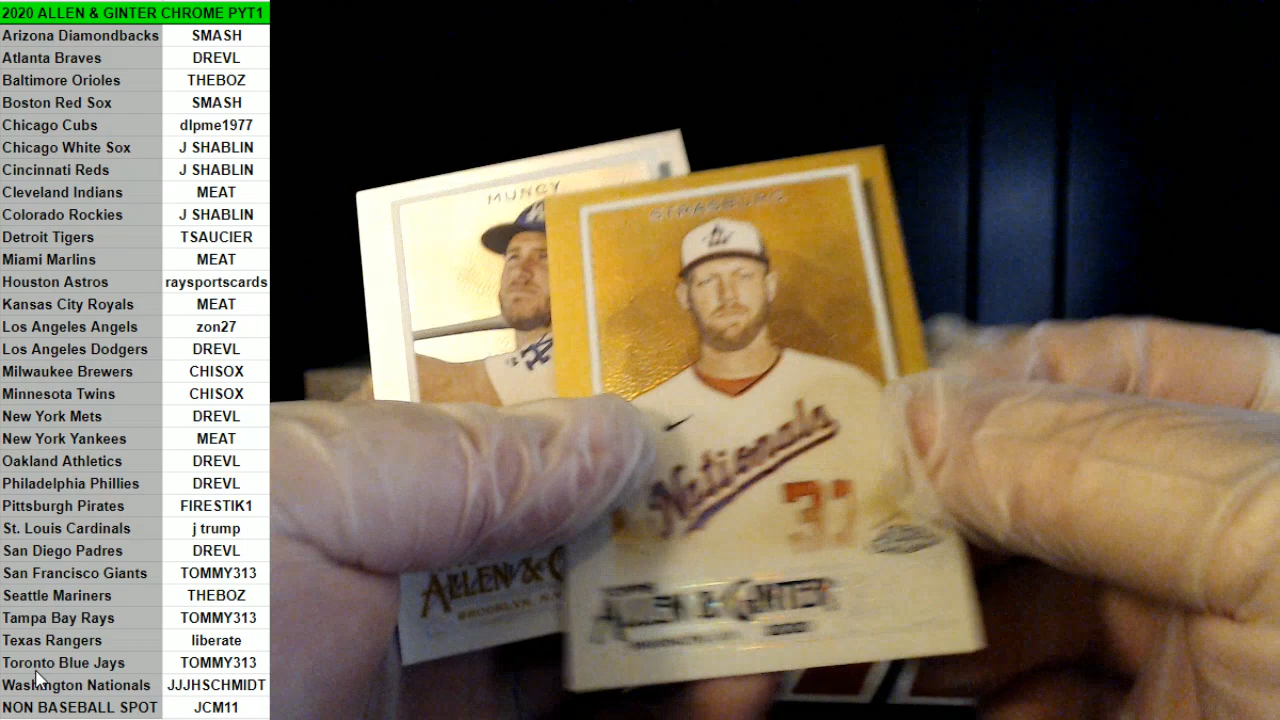 2020 ALLEN & GINTER CHROME PYT1
Arizona Diamondbacks SMASH
Atlanta Braves DREVL
Baltimore Orioles THEBOZ
Boston Red Sox SMASH
Chicago Cubs dlpme1977
Chicago White Sox J SHABLIN
Cincinnati Reds J SHABLIN
Cleveland Indians MEAT
Colorado Rockies J SHABLIN
Detroit Tigers TSAUCIER
Miami Marlins MEAT
Houston Astros raysportscards
Kansas City Royals MEAT
Los Angeles Angels zon27
Los Angeles Dodgers DREVL
Milwaukee Brewers CHISOX
Minnesota Twins CHISOX
New York Mets DREVL
New York Yankees MEAT
Oakland Athletics DREVL
Philadelphia Phillies DREVL
Pittsburgh Pirates FIRESTIK1
St. Louis Cardinals j trump
San Diego Padres DREVL
San Francisco Giants TOMMY313
Seattle Mariners THEBOZ
Tampa Bay Rays TOMMY313
Texas Rangers liberate
Toronto Blue Jays TOMMY313
Washington Nationals JJJHSCHMIDT
NON BASEBALL SPOT JCM11
MUNCY
ALLEN & G
BROOKLYN, N.Y.
STRASBURG
Nationals
37
ALLEN & GINTER